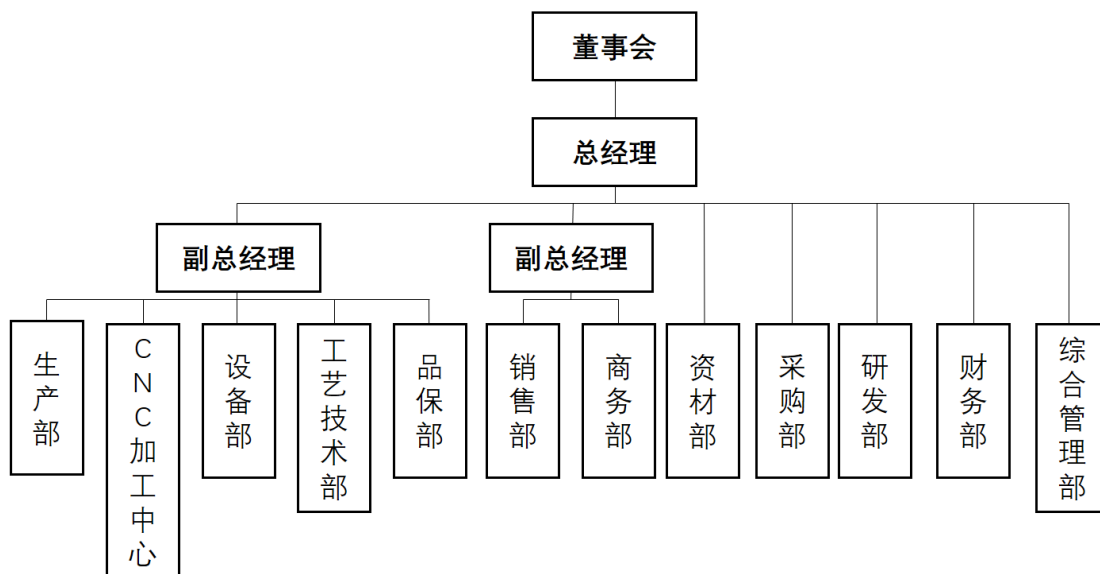 董事会
总经理
副总经理
副总经理
生产部
CNC加工中心
设备部
工艺技术部
品保部
销售部
商务部
资材部
采购部
研发部
财务部
综合管理部